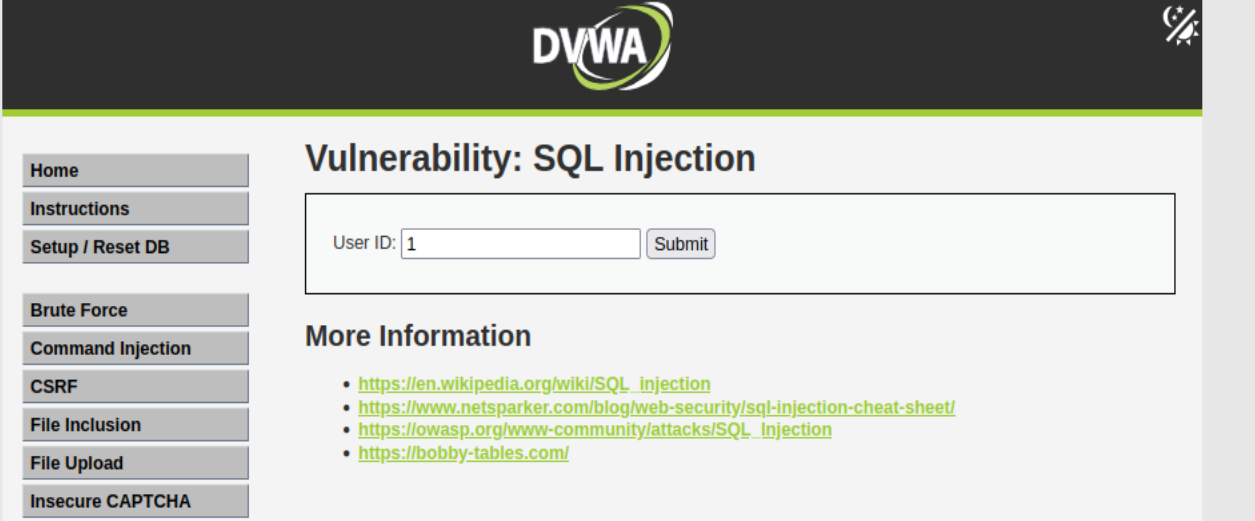 DVWA
Vulnerability: SQL Injection
Home
Instructions
Setup / Reset DB
Brute Force
Command Injection
CSRF
File Inclusion
File Upload
Insecure CAPTCHA
User ID: 1 Submit
More Information
https://en.wikipedia.org/wiki/SQL_injection
https://www.netsparker.com/blog/web-security/sql-injection-cheat-sheet/
https://owasp.org/www-community/attacks/SQL_Injection
https://bobby-tables.com/